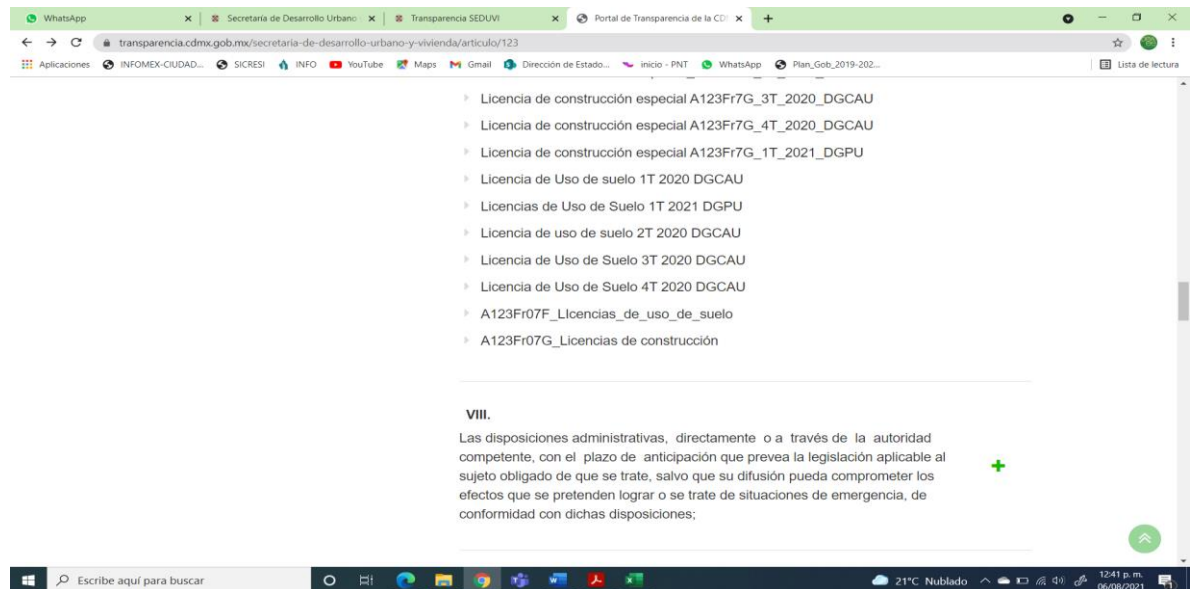 WhatsApp
Secretaría de Desarrollo Urbano
Transparencia SEDUVI
Portal de Transparencia de la CD
transparencia.cdmx.gob.mx/secretaria-de-desarrollo-urbano-y-vivienda/articulo/123
Aplicaciones INFOMEX-CIUDAD... SICRESI INFO YouTube Maps Gmail Dirección de Estado... inicio - PNT WhatsApp Plan_Gob_2019-202... Lista de lectura
Licencia de construcción especial A123Fr7G_3T_2020_DGCAU
Licencia de construcción especial A123Fr7G_4T_2020_DGCAU
Licencia de construcción especial A123Fr7G_1T_2021_DGPU
Licencia de Uso de suelo 1T 2020 DGCAU
Licencias de Uso de Suelo 1T 2021 DGPU
Licencia de uso de suelo 2T 2020 DGCAU
Licencia de Uso de Suelo 3T 2020 DGCAU
Licencia de Uso de Suelo 4T 2020 DGCAU
A123Fr07F_LIcencias_de_uso_de_suelo
A123Fr07G_Licencias de construcción
VIII.
Las disposiciones administrativas, directamente o a través de la autoridad
competente, con el plazo de anticipación que prevea la legislación aplicable al
sujeto obligado de que se trate, salvo que su difusión pueda comprometer los
efectos que se pretenden lograr o se trate de situaciones de emergencia, de
conformidad con dichas disposiciones;
Escribe aquí para buscar
21°C Nublado
12:41 p. m.
06/08/2021